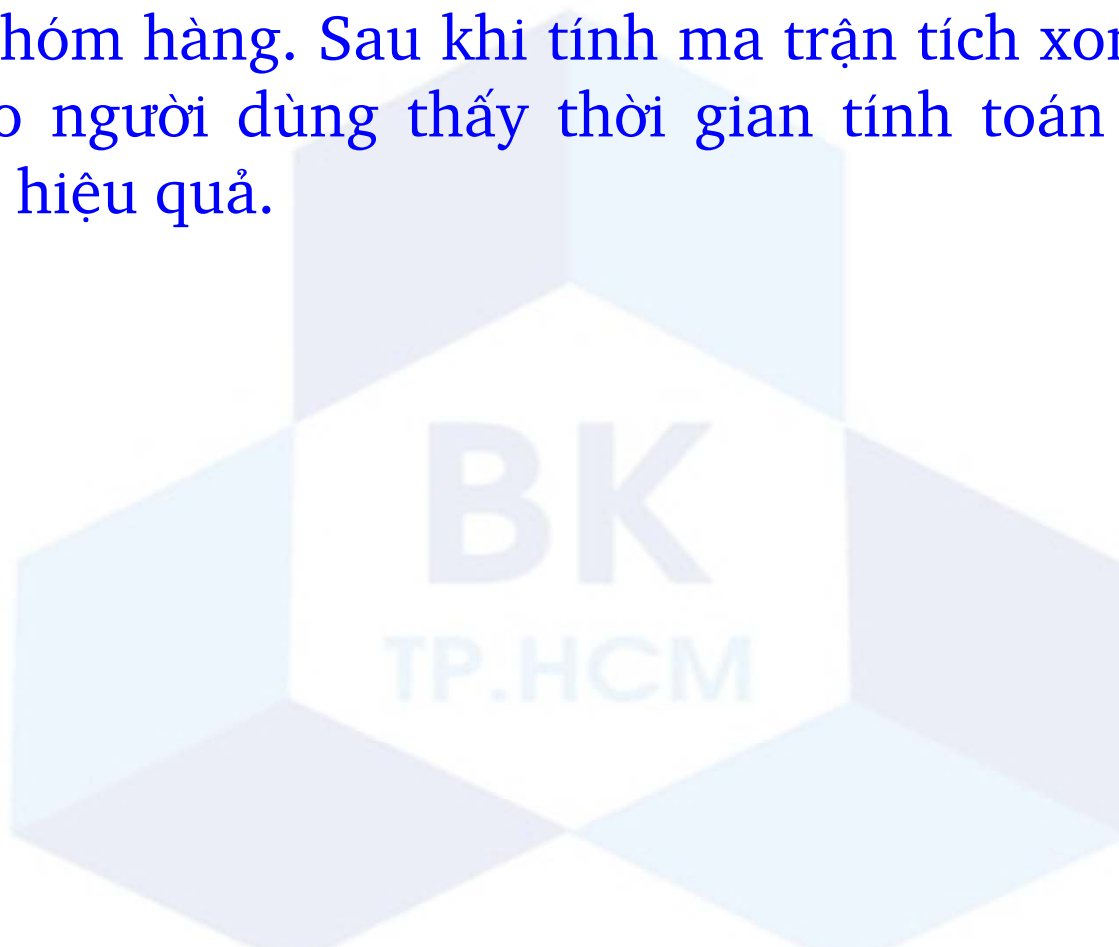 hóm hàng. Sau khi tính ma trận tích xon
o người dùng thấy thời gian tính toán
hiệu quả.
BK
TP.HCM